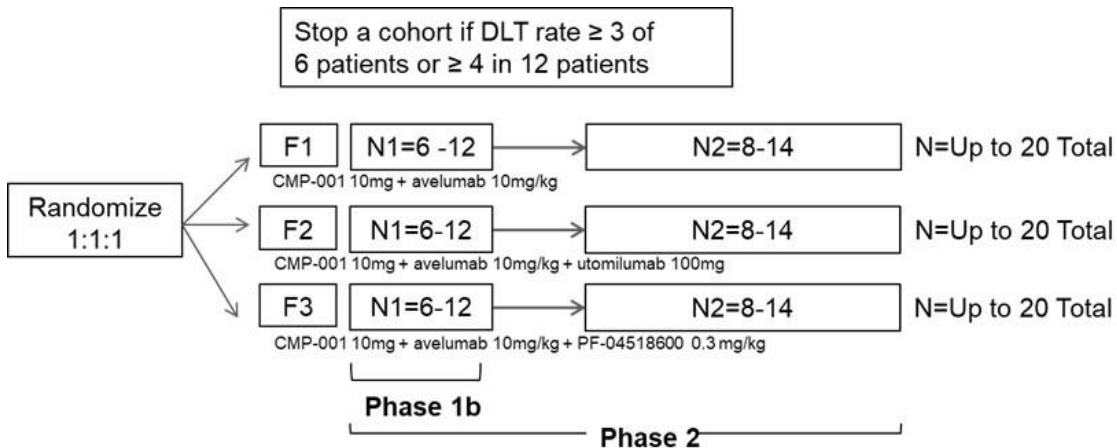 Stop a cohort if DLT rate ≥ 3 of
6 patients or ≥ 4 in 12 patients
Randomize
1:1:1
F1 N1=6 -12 N2=8-14 N=Up to 20 Total
CMP-001 10mg + avelumab 10mg/kg
F2 N1=6-12 N2=8-14 N=Up to 20 Total
CMP-001 10mg + avelumab 10mg/kg + utomilumab 100mg
F3 N1=6-12 N2=8-14 N=Up to 20 Total
CMP-001 10mg + avelumab 10mg/kg + PF-04518600 0.3 mg/kg
Phase 1b
Phase 2